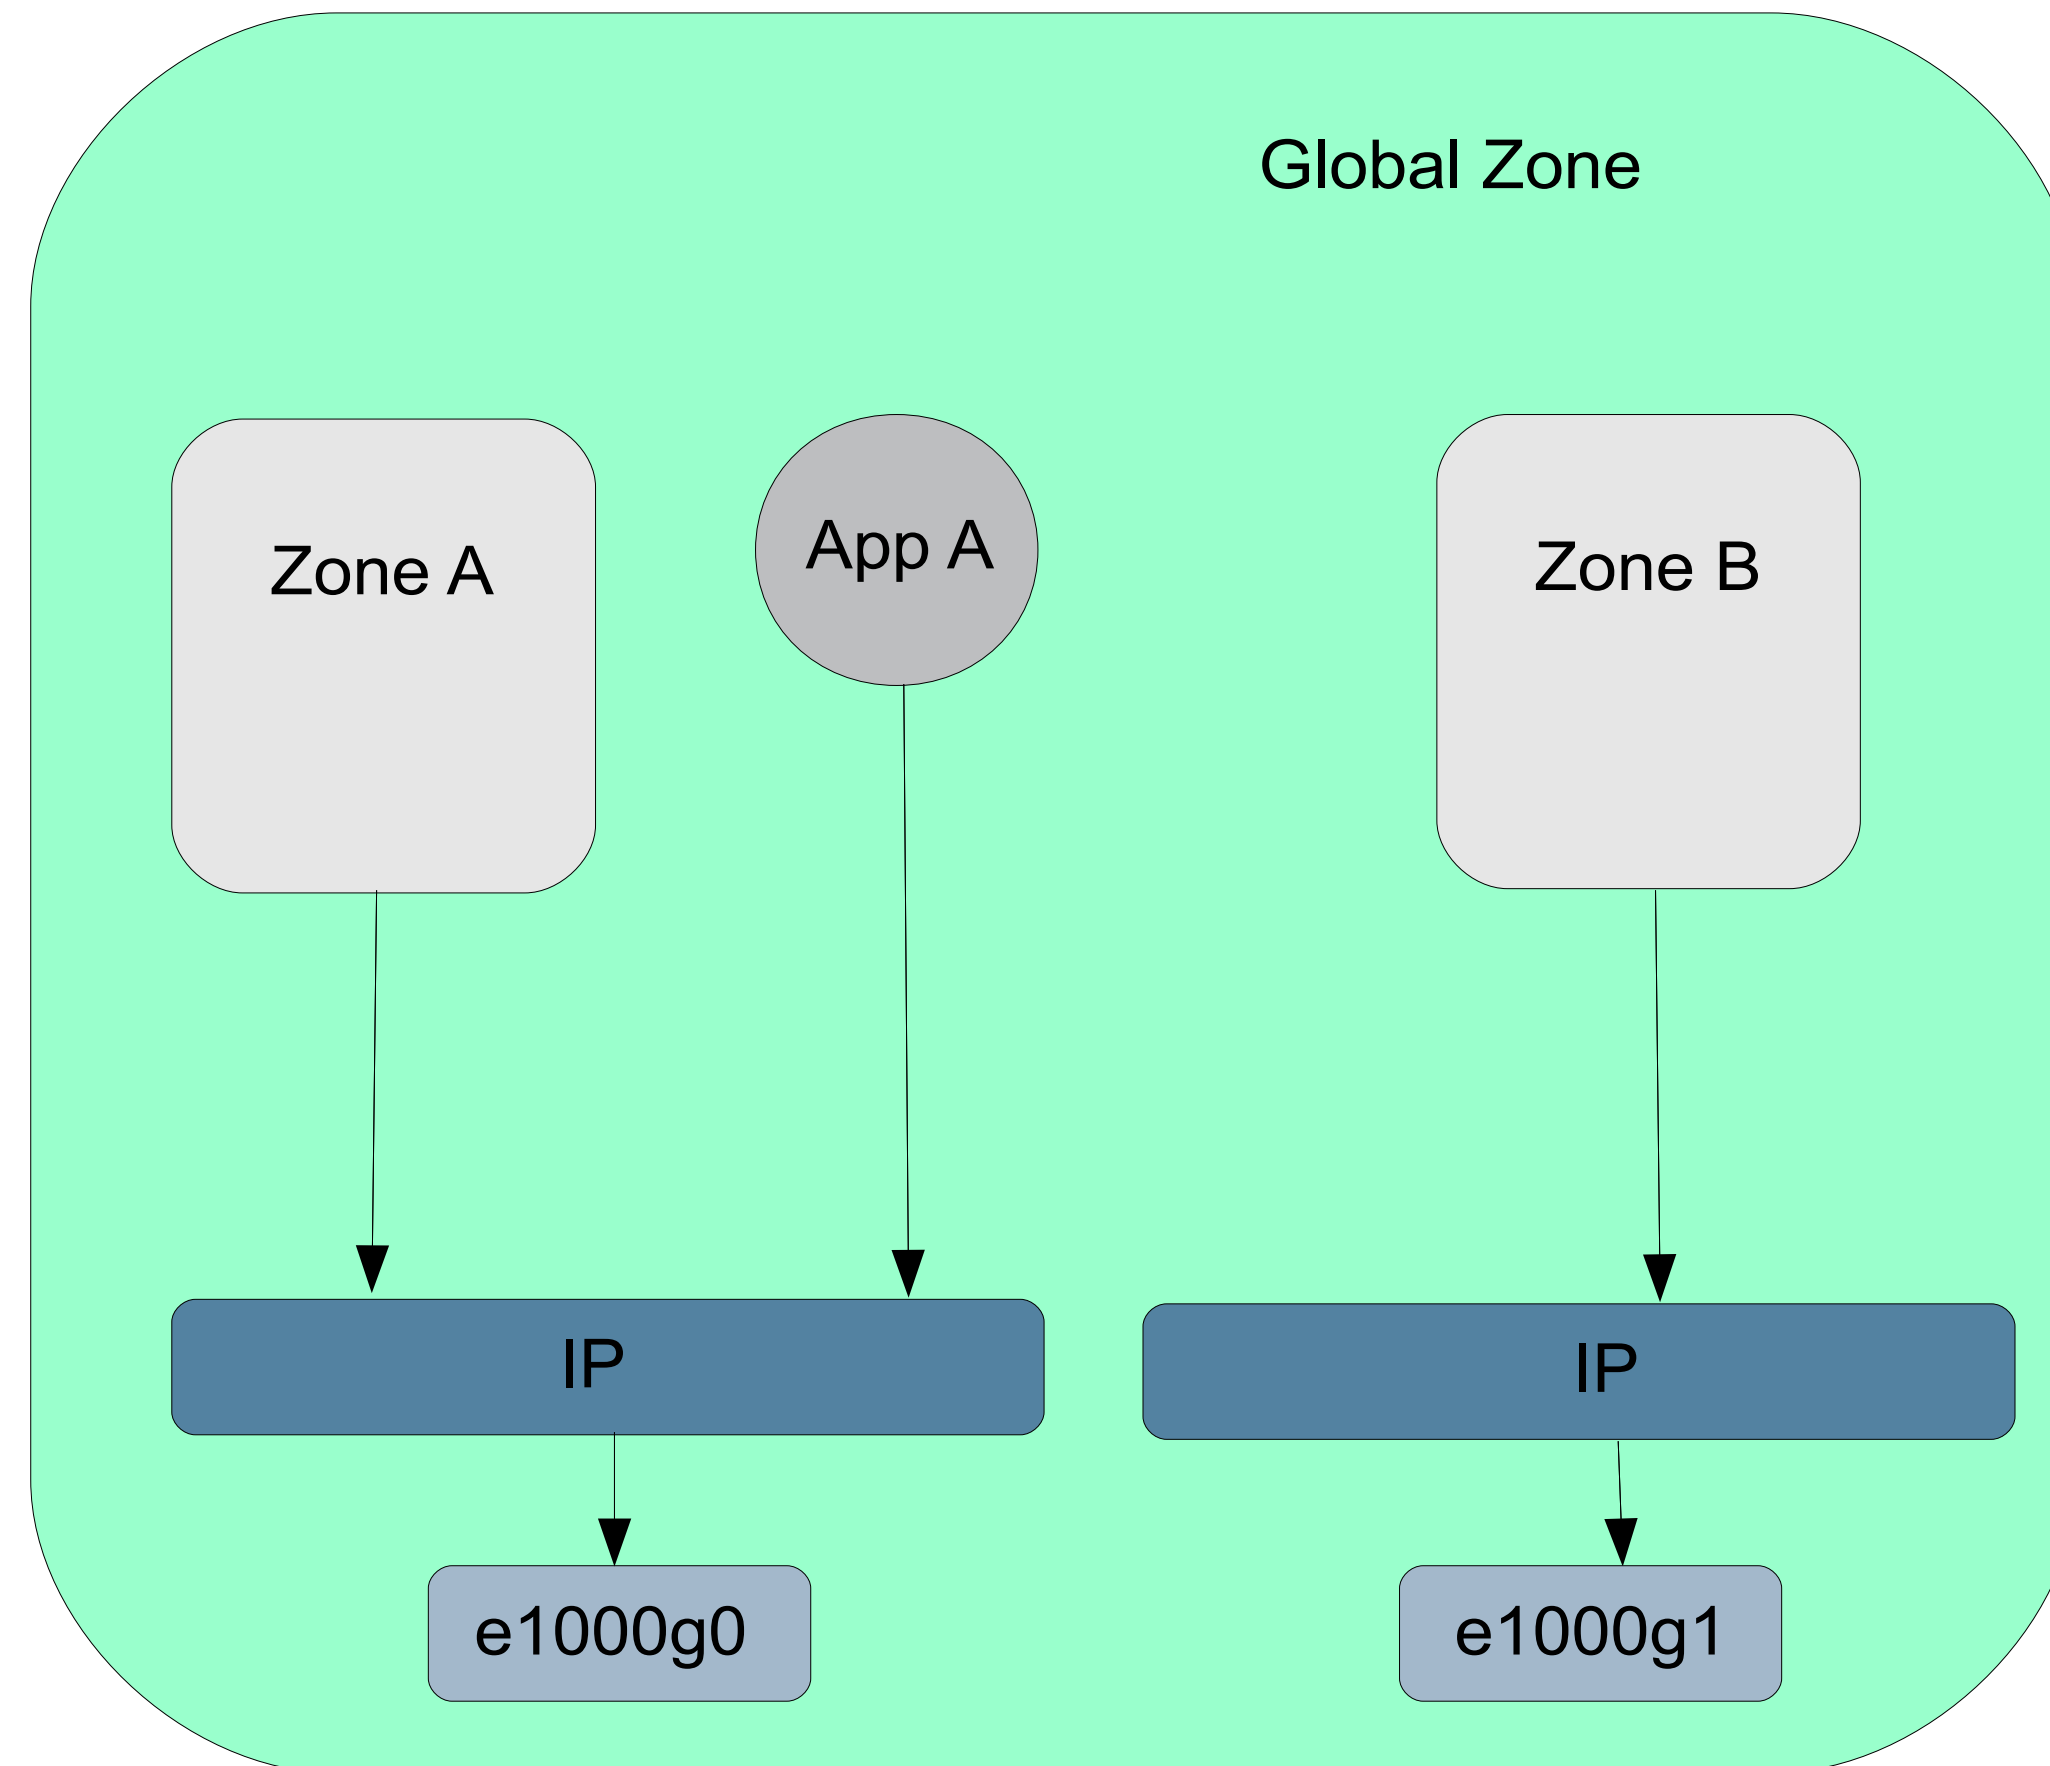 Global Zone
Zone A
App A
Zone B
IP
IP
e1000g0
e1000g1